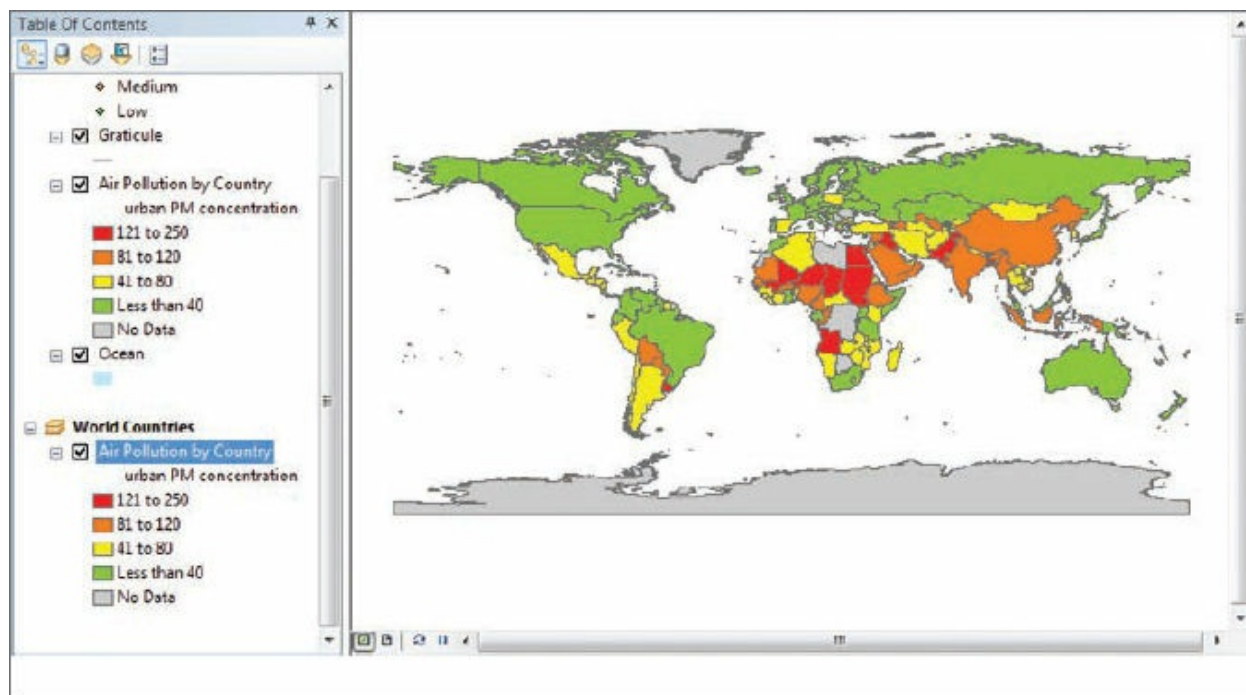 Table Of Contents
Medium
Low
Graticule
Air Pollution by Country
urban PM concentration
121 to 250
81 to 120
41 to 80
Less than 40
No Data
Ocean
World Countries
Air Pollution by Country
urban PM concentration
121 to 250
81 to 120
41 to 80
Less than 40
No Data